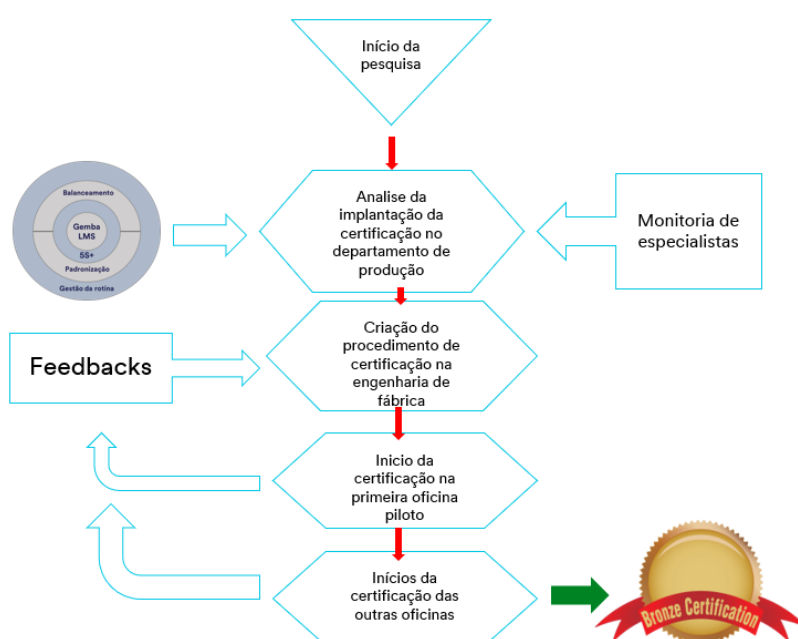 Início da
pesquisa
Balanceamento
Gemba
LMS
5S+
Padronização
Gestão da rotina
Analise da
implantação da
certificação no
departamento de
produção
Monitoria de
especialistas
Feedbacks
Criação do
procedimento de
certificação na
engenharia de
fábrica
Inicio da
certificação na
primeira oficina
piloto
Inícios da
certificação das
outras oficinas
Bronze Certification